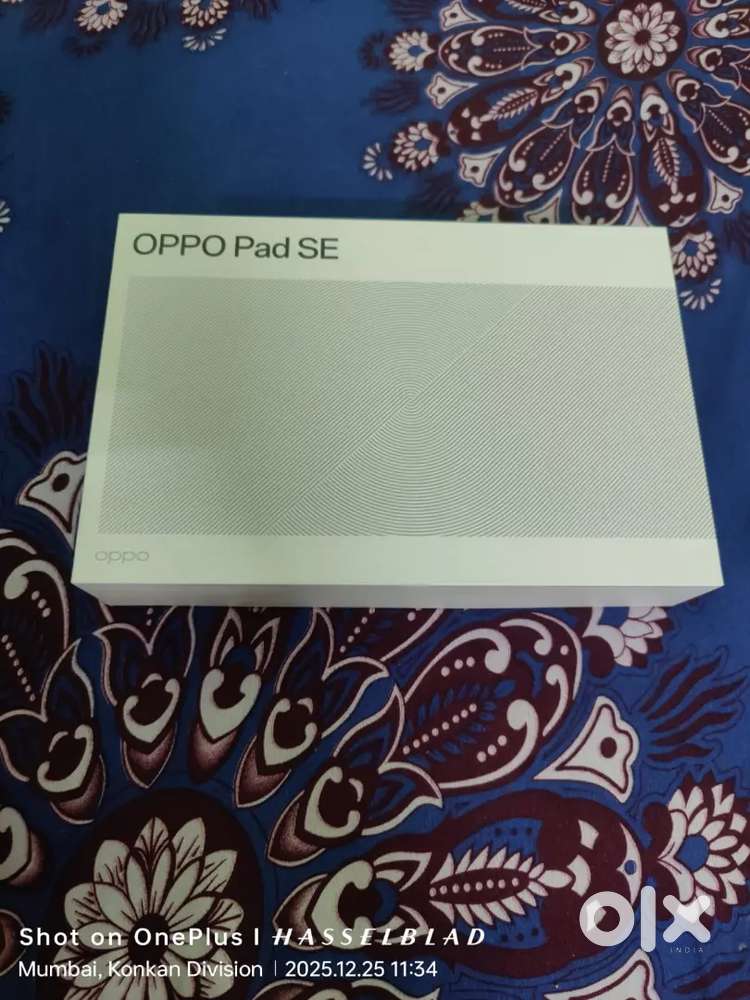 OPPO Pad SE
oppo
Shot on OnePlus | HASSELBLAD
Mumbai, Konkan Division | 2025.12.25 11:34
olx
INDIA